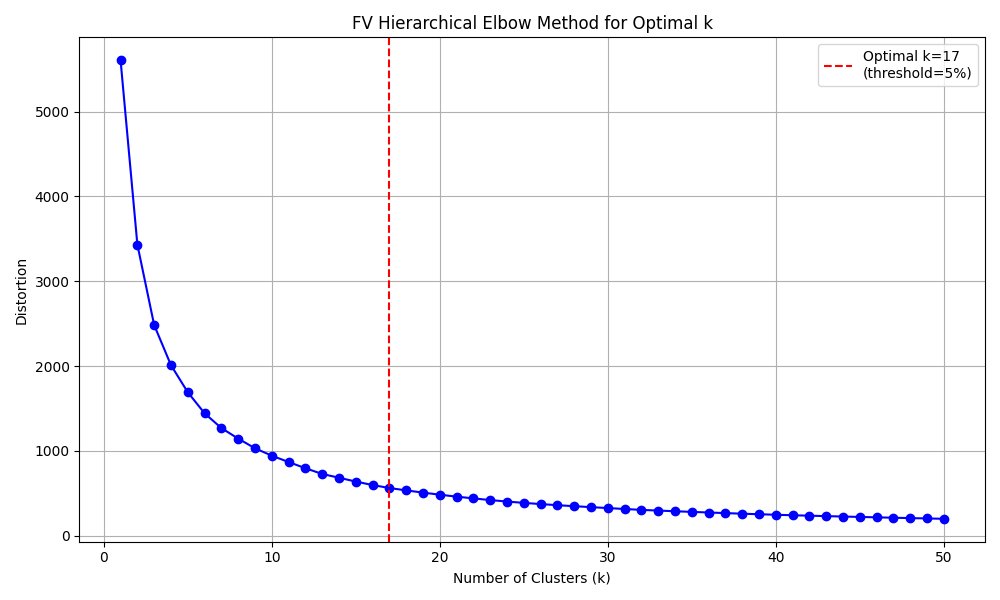 FV Hierarchical Elbow Method for Optimal k
Optimal k=17
(threshold=5%)
Distortion
5000
4000
3000
2000
1000
0
0 10 20 30 40 50
Number of Clusters (k)